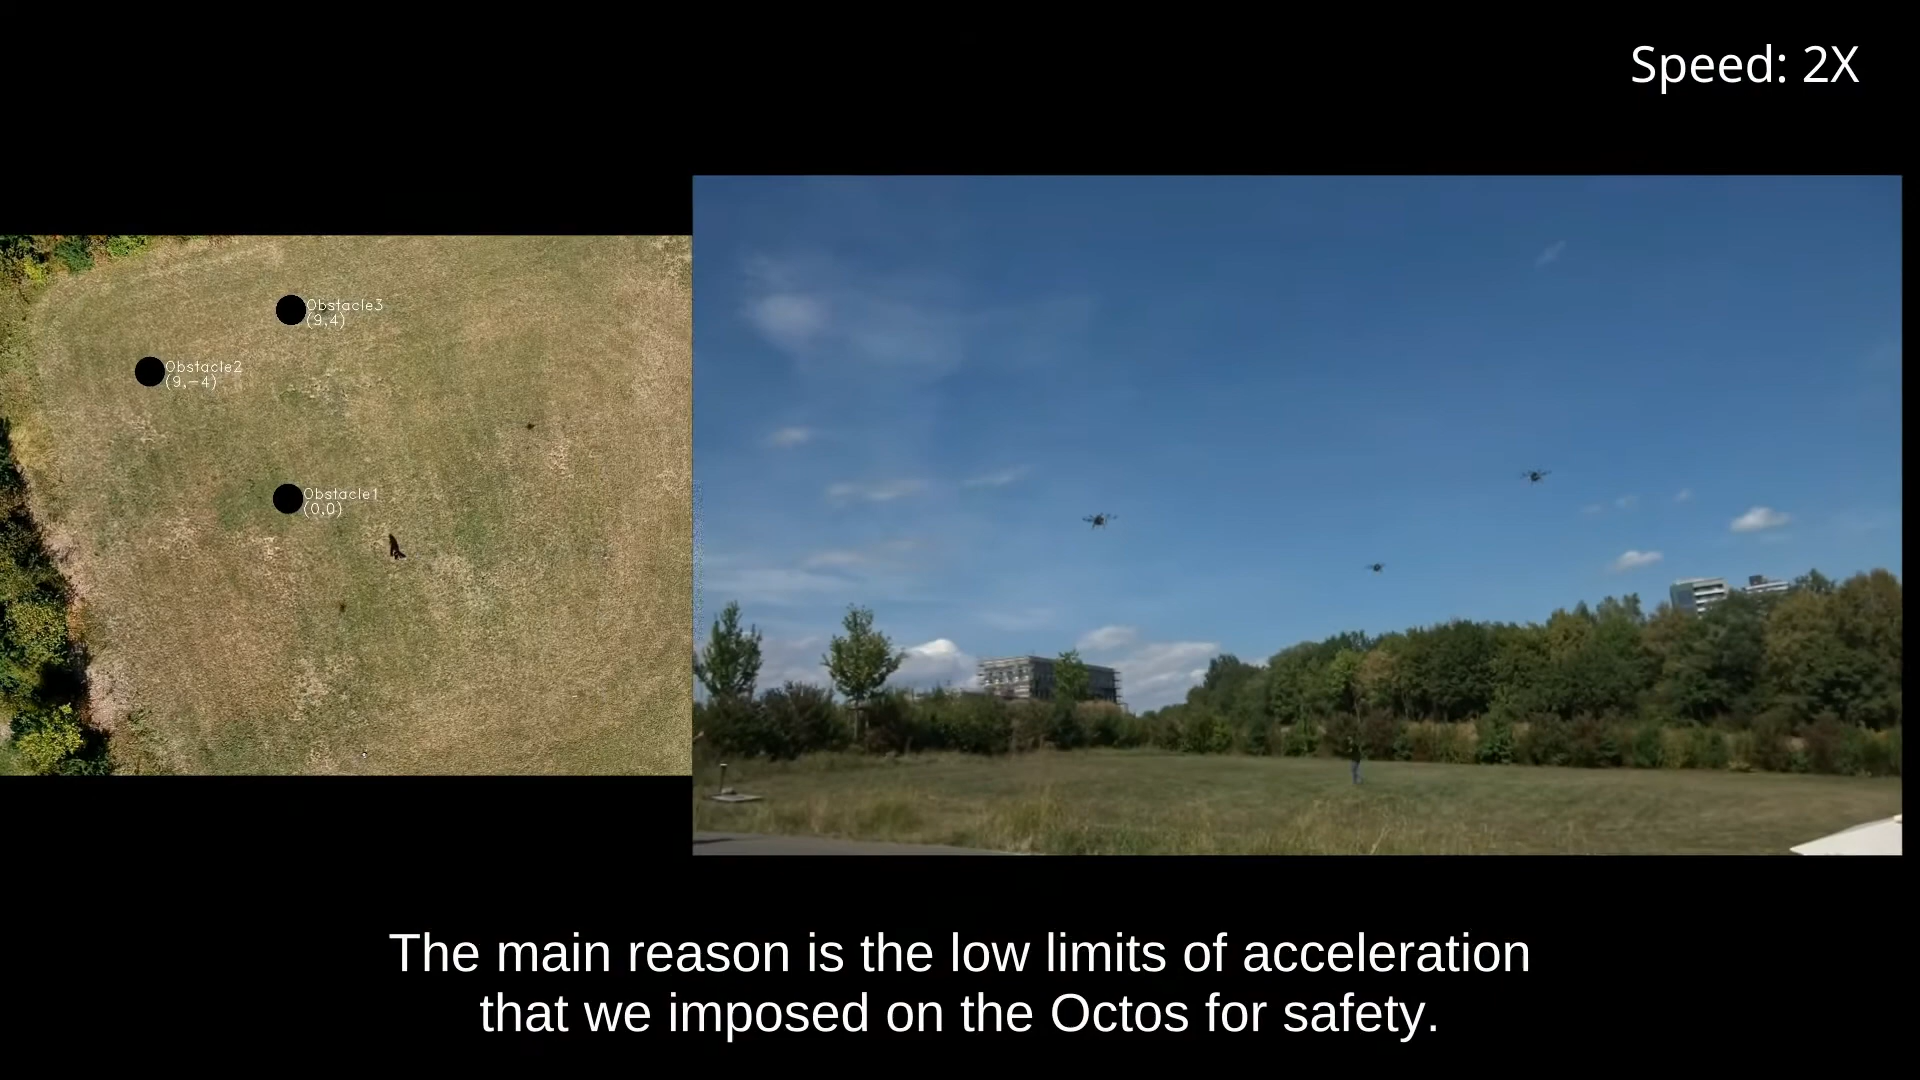 Speed: 2X
Obstacle3
(9,4)
Obstacle2
(9,-4)
Obstacle1
(0,0)
The main reason is the low limits of acceleration
that we imposed on the Octos for safety.